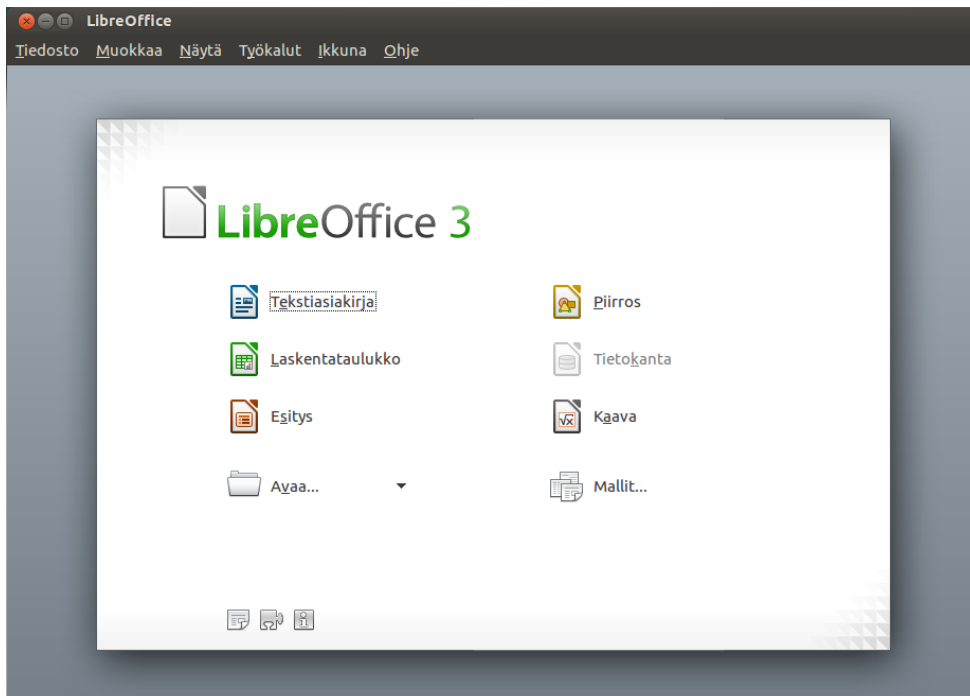 LibreOffice
Tiedosto Muokkaa Näytä Työkalut Ikkuna Ohje
LibreOffice 3
Tekstiasiakirja Piirros
Laskentataulukko Tietokanta
Esitys Kaava
Avaa... Mallit...